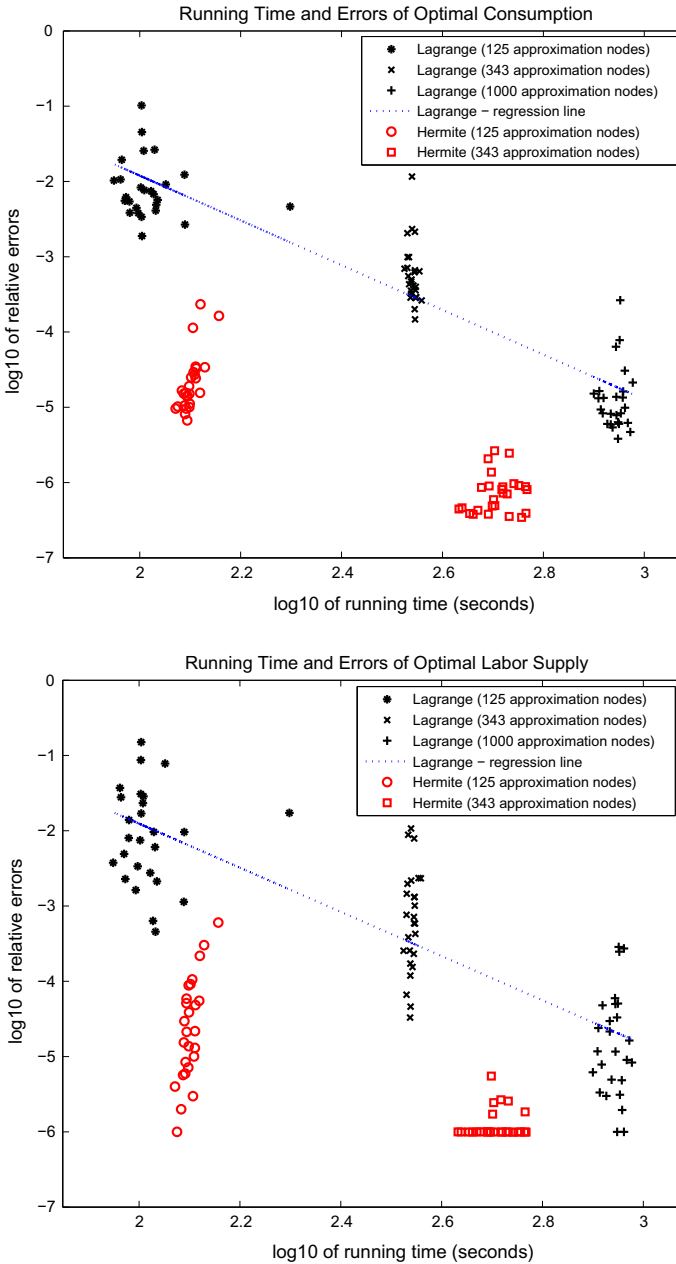 Running Time and Errors of Optimal Consumption
0
−1
−2
−3
−4
−5
−6
−7
log10 of relative errors
Lagrange (125 approximation nodes)
Lagrange (343 approximation nodes)
Lagrange (1000 approximation nodes)
Lagrange − regression line
Hermite (125 approximation nodes)
Hermite (343 approximation nodes)
2 2.2 2.4 2.6 2.8 3
log10 of running time (seconds)
Running Time and Errors of Optimal Labor Supply
0
−1
−2
−3
−4
−5
−6
−7
log10 of relative errors
Lagrange (125 approximation nodes)
Lagrange (343 approximation nodes)
Lagrange (1000 approximation nodes)
Lagrange − regression line
Hermite (125 approximation nodes)
Hermite (343 approximation nodes)
2 2.2 2.4 2.6 2.8 3
log10 of running time (seconds)